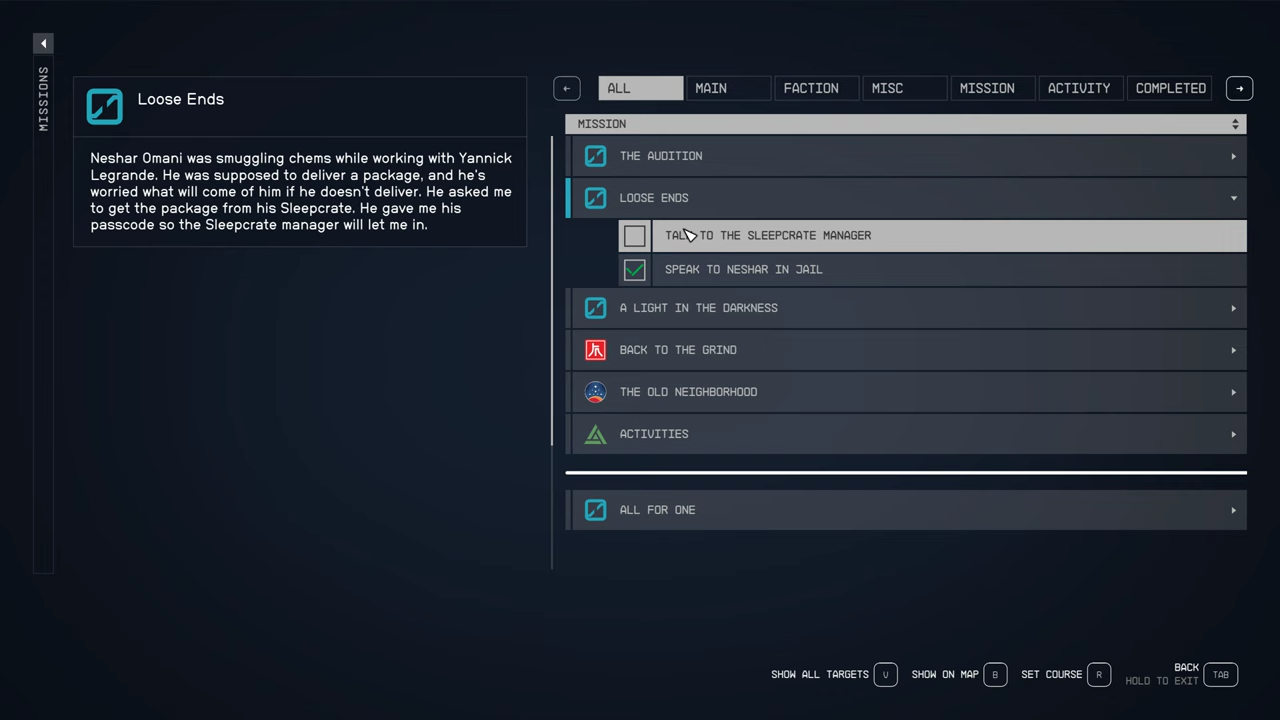 MISSIONS
Loose Ends
Neshar Omani was smuggling chems while working with Yannick
Legrande. He was supposed to deliver a package, and he's
worried what will come of him if he doesn't deliver. He asked me
to get the package from his Sleepcrate. He gave me his
passcode so the Sleepcrate manager will let me in.
ALL MAIN FACTION MISC MISSION ACTIVITY COMPLETED
MISSION
THE AUDITION
LOOSE ENDS
TALK TO THE SLEEPCRATE MANAGER
SPEAK TO NESHAR IN JAIL
A LIGHT IN THE DARKNESS
BACK TO THE GRIND
THE OLD NEIGHBORHOOD
ACTIVITIES
ALL FOR ONE
SHOW ALL TARGETS V SHOW ON MAP B SET COURSE R BACK TAB
HOLD TO EXIT